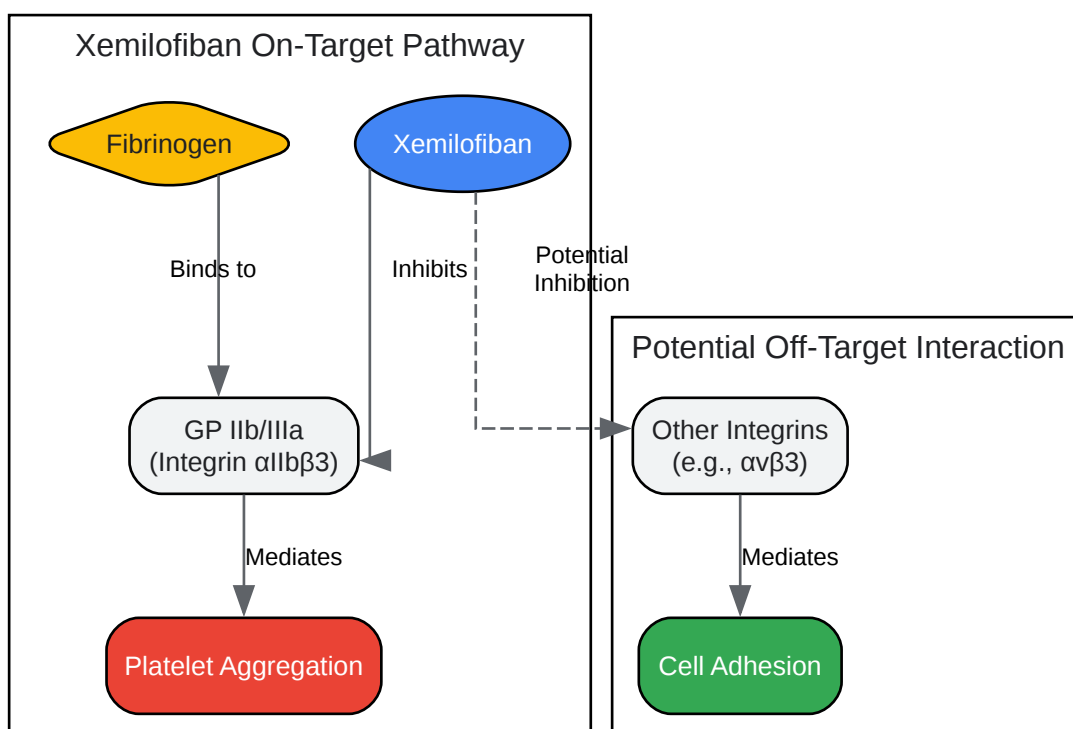 Xemilofiban On-Target Pathway
Fibrinogen
Xemilofiban
Binds to
Inhibits
Potential
Inhibition
Potential Off-Target Interaction
GP IIb/IIIa
(Integrin αIIbβ3)
Other Integrins
(e.g., αvβ3)
Mediates
Mediates
Platelet Aggregation
Cell Adhesion